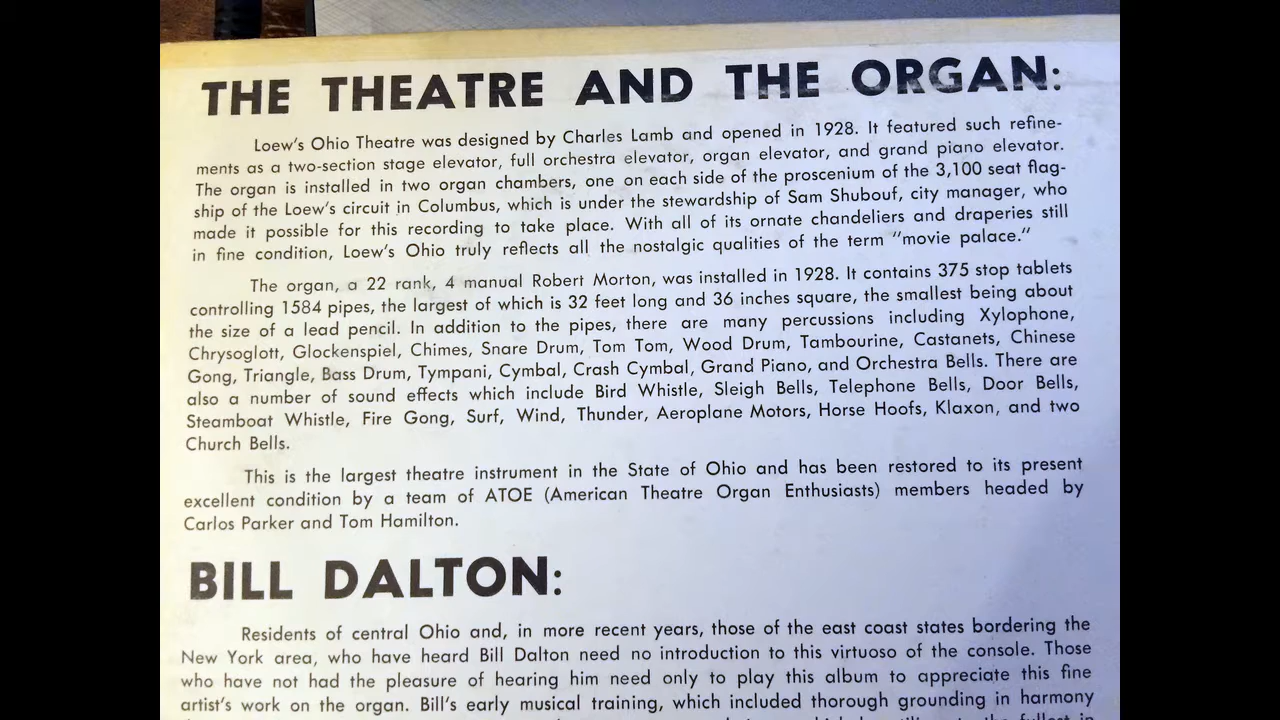 THE THEATRE AND THE ORGAN:
Loew's Ohio Theatre was designed by Charles Lamb and opened in 1928. It featured such refine-
ments as a two-section stage elevator, full orchestra elevator, organ elevator, and grand piano elevator.
The organ is installed in two organ chambers, one on each side of the proscenium of the 3,100 seat flag-
ship of the Loew's circuit in Columbus, which is under the stewardship of Sam Shubouf, city manager, who
made it possible for this recording to take place. With all of its ornate chandeliers and draperies still
in fine condition, Loew's Ohio truly reflects all the nostalgic qualities of the term "movie palace."
The organ, a 22 rank, 4 manual Robert Morton, was installed in 1928. It contains 375 stop tablets
controlling 1584 pipes, the largest of which is 32 feet long and 36 inches square, the smallest being about
the size of a lead pencil. In addition to the pipes, there are many percussions including Xylophone,
Chrysoglott, Glockenspiel, Chimes, Snare Drum, Tom Tom, Wood Drum, Tambourine, Castanets, Chinese
Gong, Triangle, Bass Drum, Tympani, Cymbal, Crash Cymbal, Grand Piano, and Orchestra Bells. There are
also a number of sound effects which include Bird Whistle, Sleigh Bells, Telephone Bells, Door Bells,
Steamboat Whistle, Fire Gong, Surf, Wind, Thunder, Aeroplane Motors, Horse Hoofs, Klaxon, and two
Church Bells.
This is the largest theatre instrument in the State of Ohio and has been restored to its present
excellent condition by a team of ATOE (American Theatre Organ Enthusiasts) members headed by
Carlos Parker and Tom Hamilton.
BILL DALTON:
Residents of central Ohio and, in more recent years, those of the east coast states bordering the
New York area, who have heard Bill Dalton need no introduction to this virtuoso of the console. Those
who have not had the pleasure of hearing him need only to play this album to appreciate this fine
artist's work on the organ. Bill's early musical training, which included thorough grounding in harmony